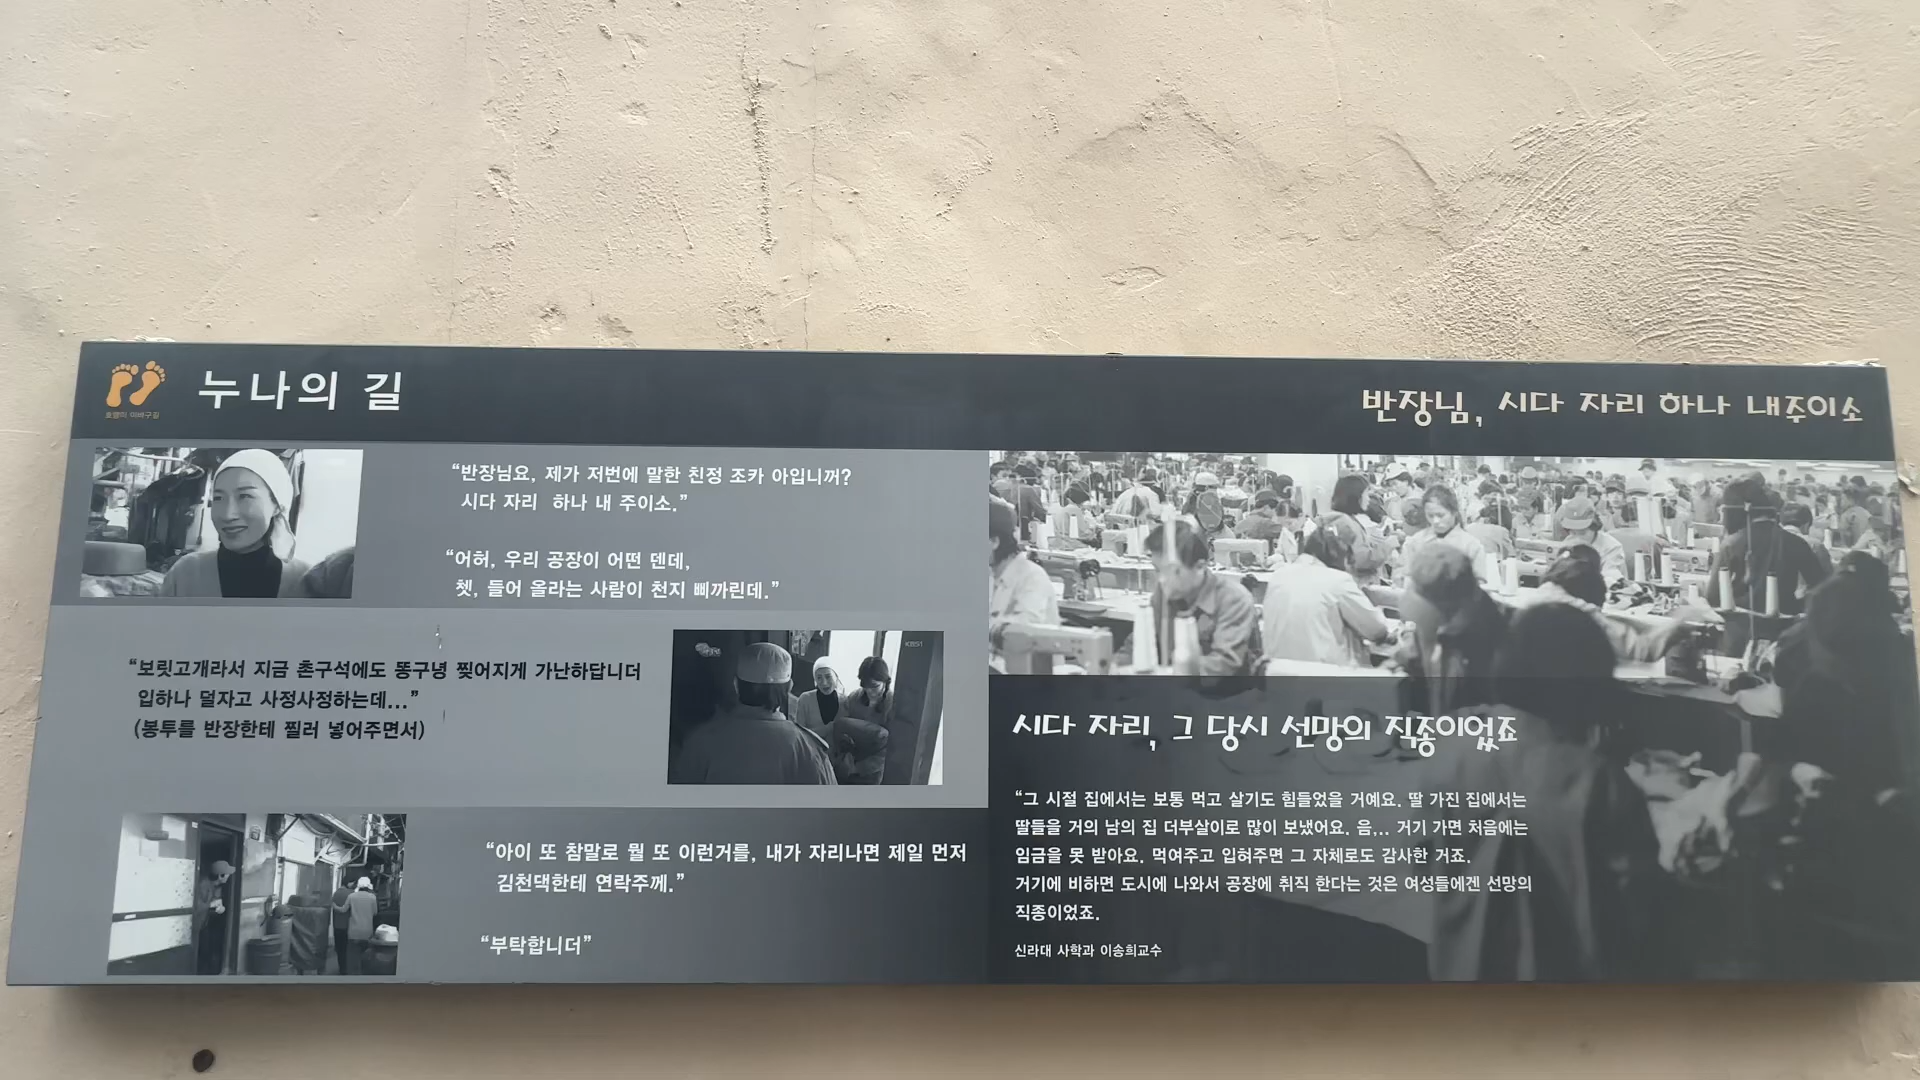 호랭이 이바구길
누나의 길
반장님, 시다 자리 하나 내주이소
“반장님요, 제가 저번에 말한 친정 조카 아입니꺼?
시다 자리 하나 내 주이소.”
“어허, 우리 공장이 어떤 덴데,
쳇, 들어 올라는 사람이 천지 삐까린데.”
“보릿고개라서 지금 촌구석에도 똥구녕 찢어지게 가난하답니더
입하나 덜자고 사정사정하는데...”
(봉투를 반장한테 찔러 넣어주면서)
KBS1
“아이 또 참말로 뭘 또 이런거를, 내가 자리나면 제일 먼저
김천댁한테 연락주께.”
“부탁합니더”
시다 자리, 그 당시 선망의 직종이었죠
“그 시절 집에서는 보통 먹고 살기도 힘들었을 거예요. 딸 가진 집에서는
딸들을 거의 남의 집 더부살이로 많이 보냈어요. 음,.. 거기 가면 처음에는
임금을 못 받아요. 먹여주고 입혀주면 그 자체로도 감사한 거죠.
거기에 비하면 도시에 나와서 공장에 취직 한다는 것은 여성들에겐 선망의
직종이었죠.
신라대 사학과 이송희교수